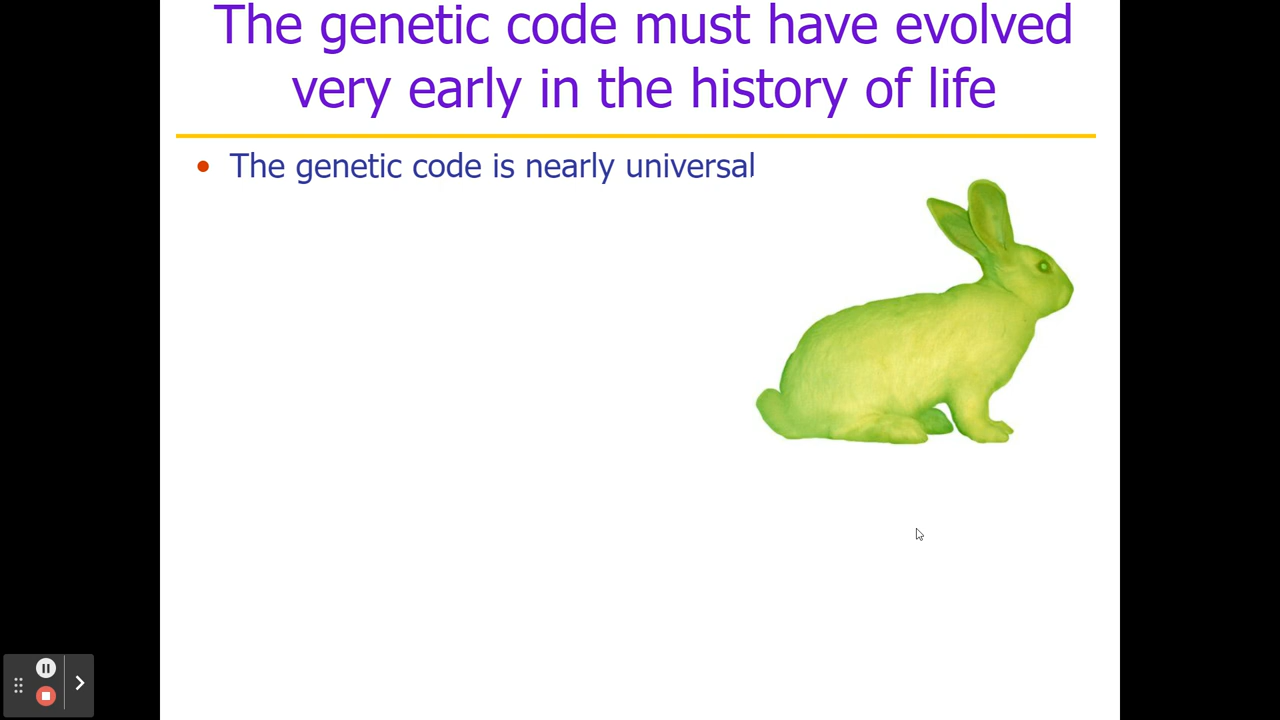 The genetic code must have evolved
very early in the history of life
• The genetic code is nearly universal